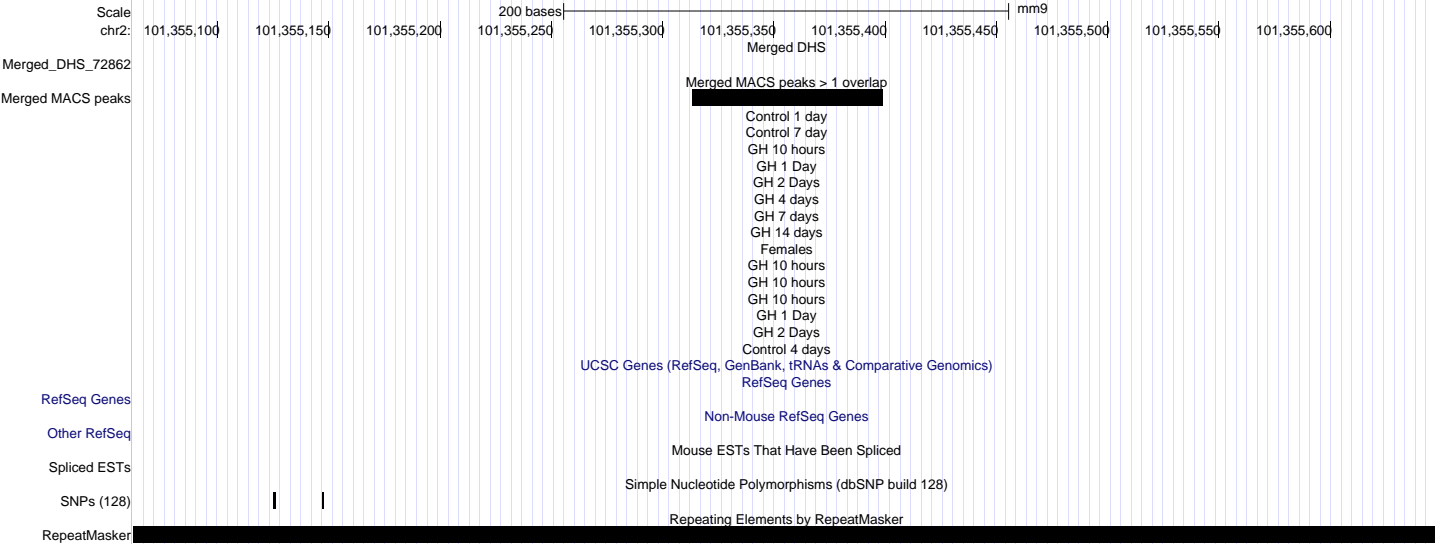 Scale 200 bases mm9
chr2: 101,355,100 101,355,150 101,355,200 101,355,250 101,355,300 101,355,350 101,355,400 101,355,450 101,355,500 101,355,550 101,355,600
Merged DHS
Merged_DHS_72862
Merged MACS peaks > 1 overlap
Merged MACS peaks
Control 1 day
Control 7 day
GH 10 hours
GH 1 Day
GH 2 Days
GH 4 days
GH 7 days
GH 14 days
Females
GH 10 hours
GH 10 hours
GH 10 hours
GH 1 Day
GH 2 Days
Control 4 days
UCSC Genes (RefSeq, GenBank, tRNAs & Comparative Genomics)
RefSeq Genes
RefSeq Genes
Non-Mouse RefSeq Genes
Other RefSeq
Mouse ESTs That Have Been Spliced
Spliced ESTs
Simple Nucleotide Polymorphisms (dbSNP build 128)
SNPs (128)
Repeating Elements by RepeatMasker
RepeatMasker